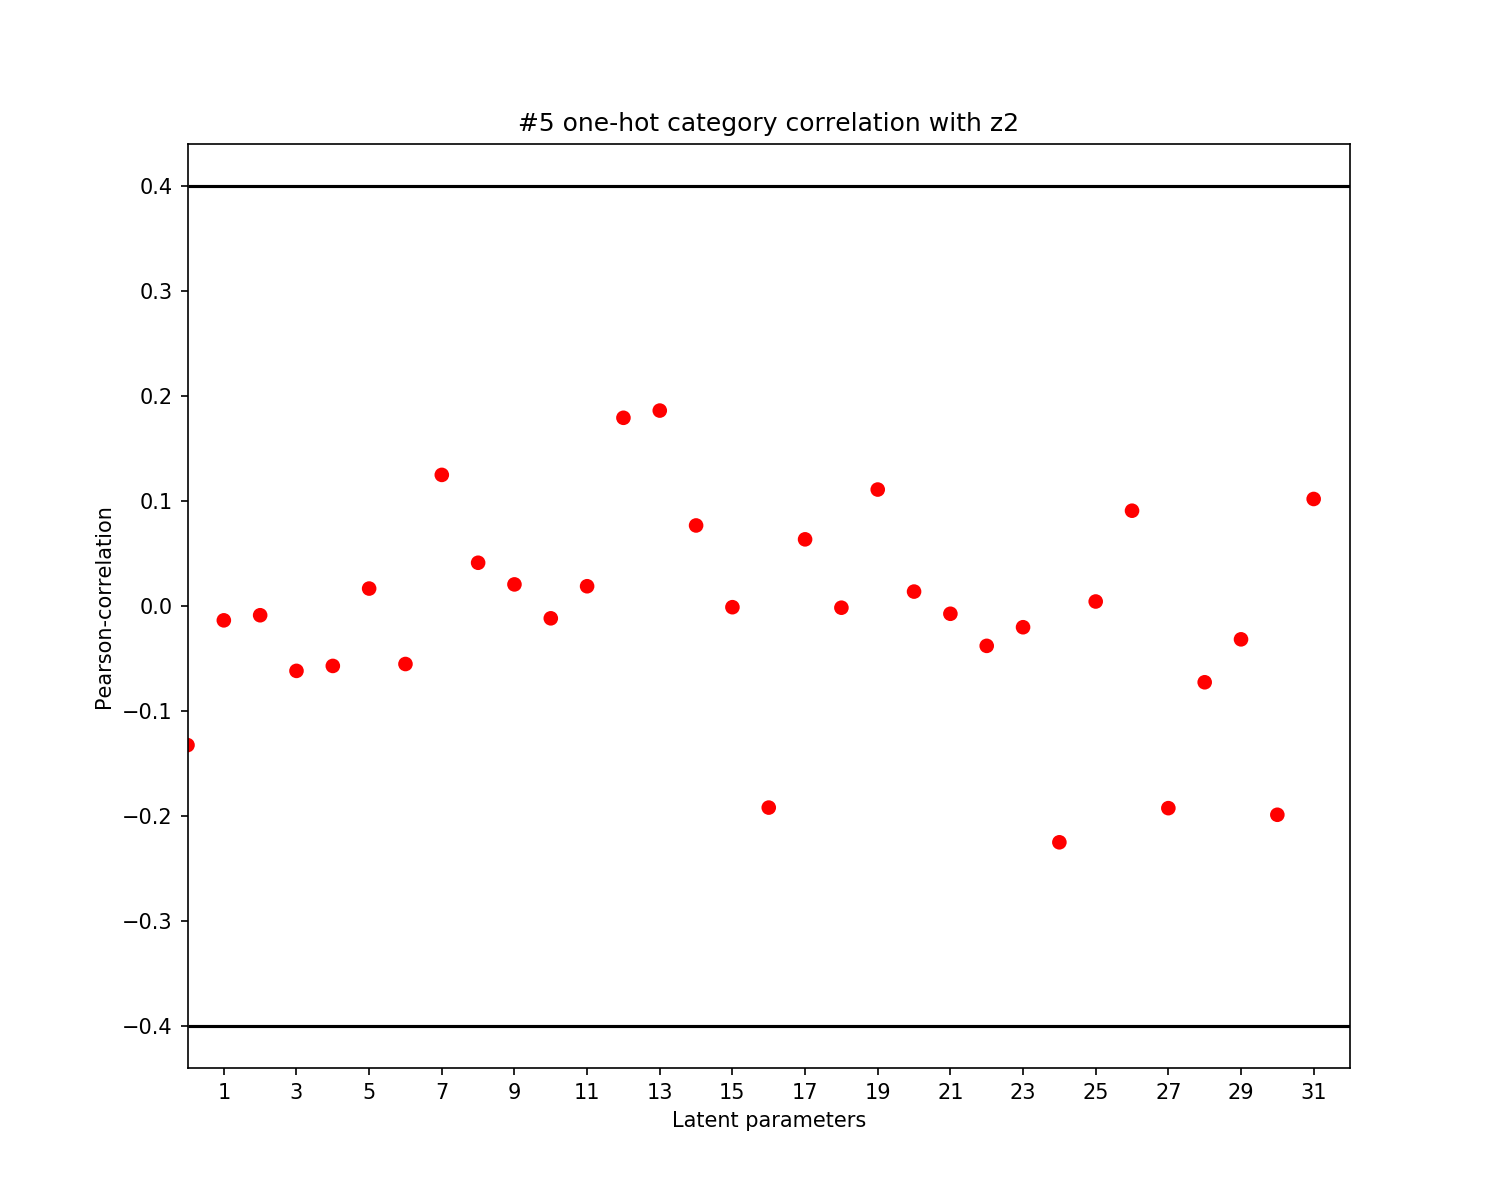 #5 one-hot category correlation with z2
0.4
0.3
0.2
0.1
0.0
−0.1
−0.2
−0.3
−0.4
Pearson-correlation
1 3 5 7 9 11 13 15 17 19 21 23 25 27 29 31
Latent parameters